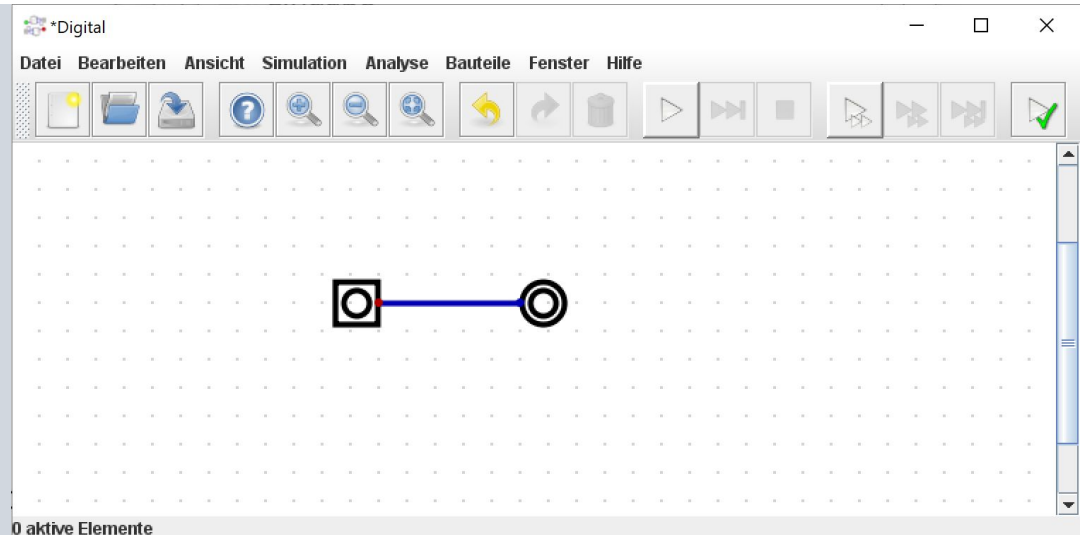 *Digital
Datei Bearbeiten Ansicht Simulation Analyse Bauteile Fenster Hilfe
0 aktive Elemente